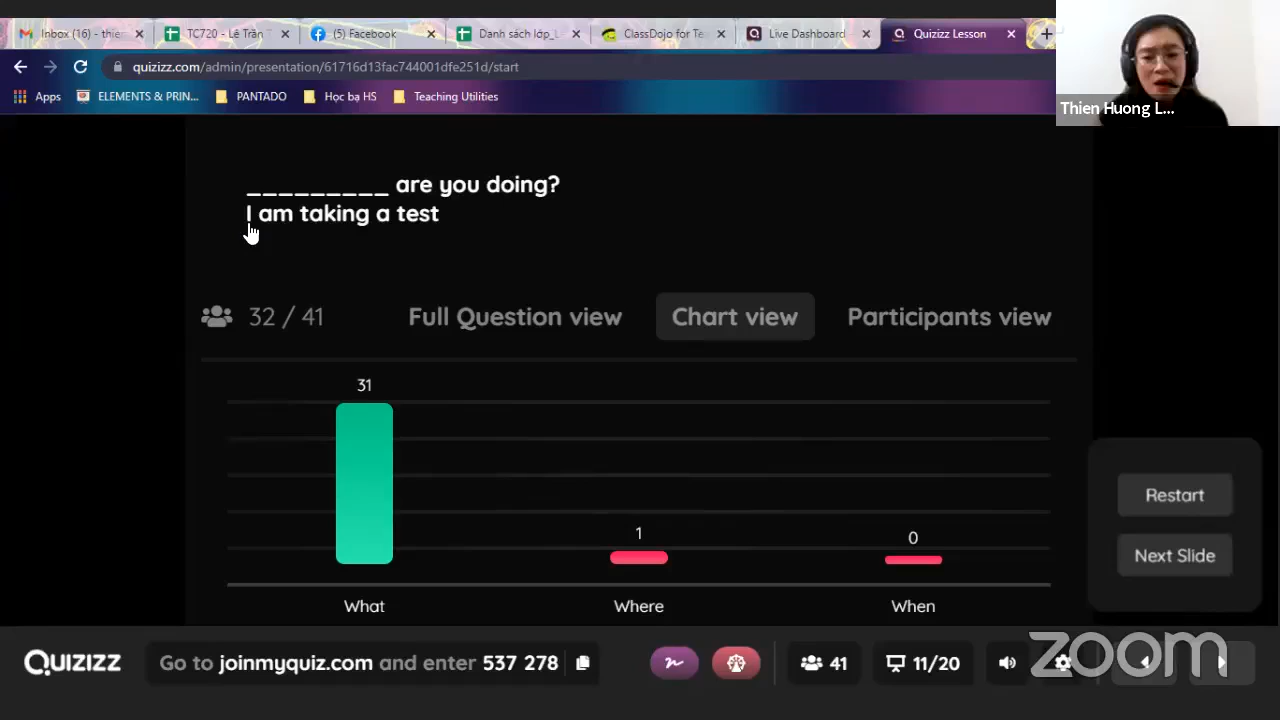 Inbox (16) - thien
TC720 - Lê Trần T
(5) Facebook
Danh sách lớp_L
ClassDojo for Te
Live Dashboard
Quizizz Lesson
quizizz.com/admin/presentation/61716d13fac744001dfe251d/start
Apps
ELEMENTS & PRIN...
PANTADO
Học bạ HS
Teaching Utilities
Thien Huong L...
_________ are you doing?
I am taking a test
32 / 41
Full Question view
Chart view
Participants view
31
1
0
What
Where
When
Restart
Next Slide
QUIZIZZ
Go to joinmyquiz.com and enter 537 278
41
11/20
zoom